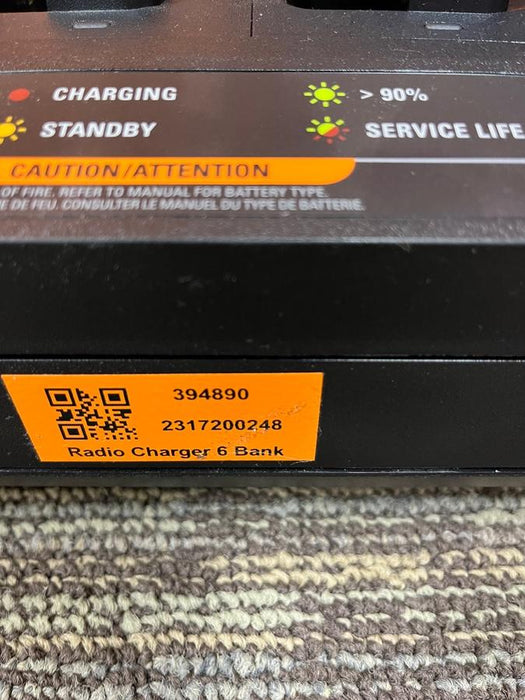 CHARGING
> 90%
STANDBY
SERVICE LIFE
CAUTION/ATTENTION
OF FIRE. REFER TO MANUAL FOR BATTERY TYPE
DE FEU. CONSULTER LE MANUEL DU TYPE DE BATTERIE.
394890
2317200248
Radio Charger 6 Bank